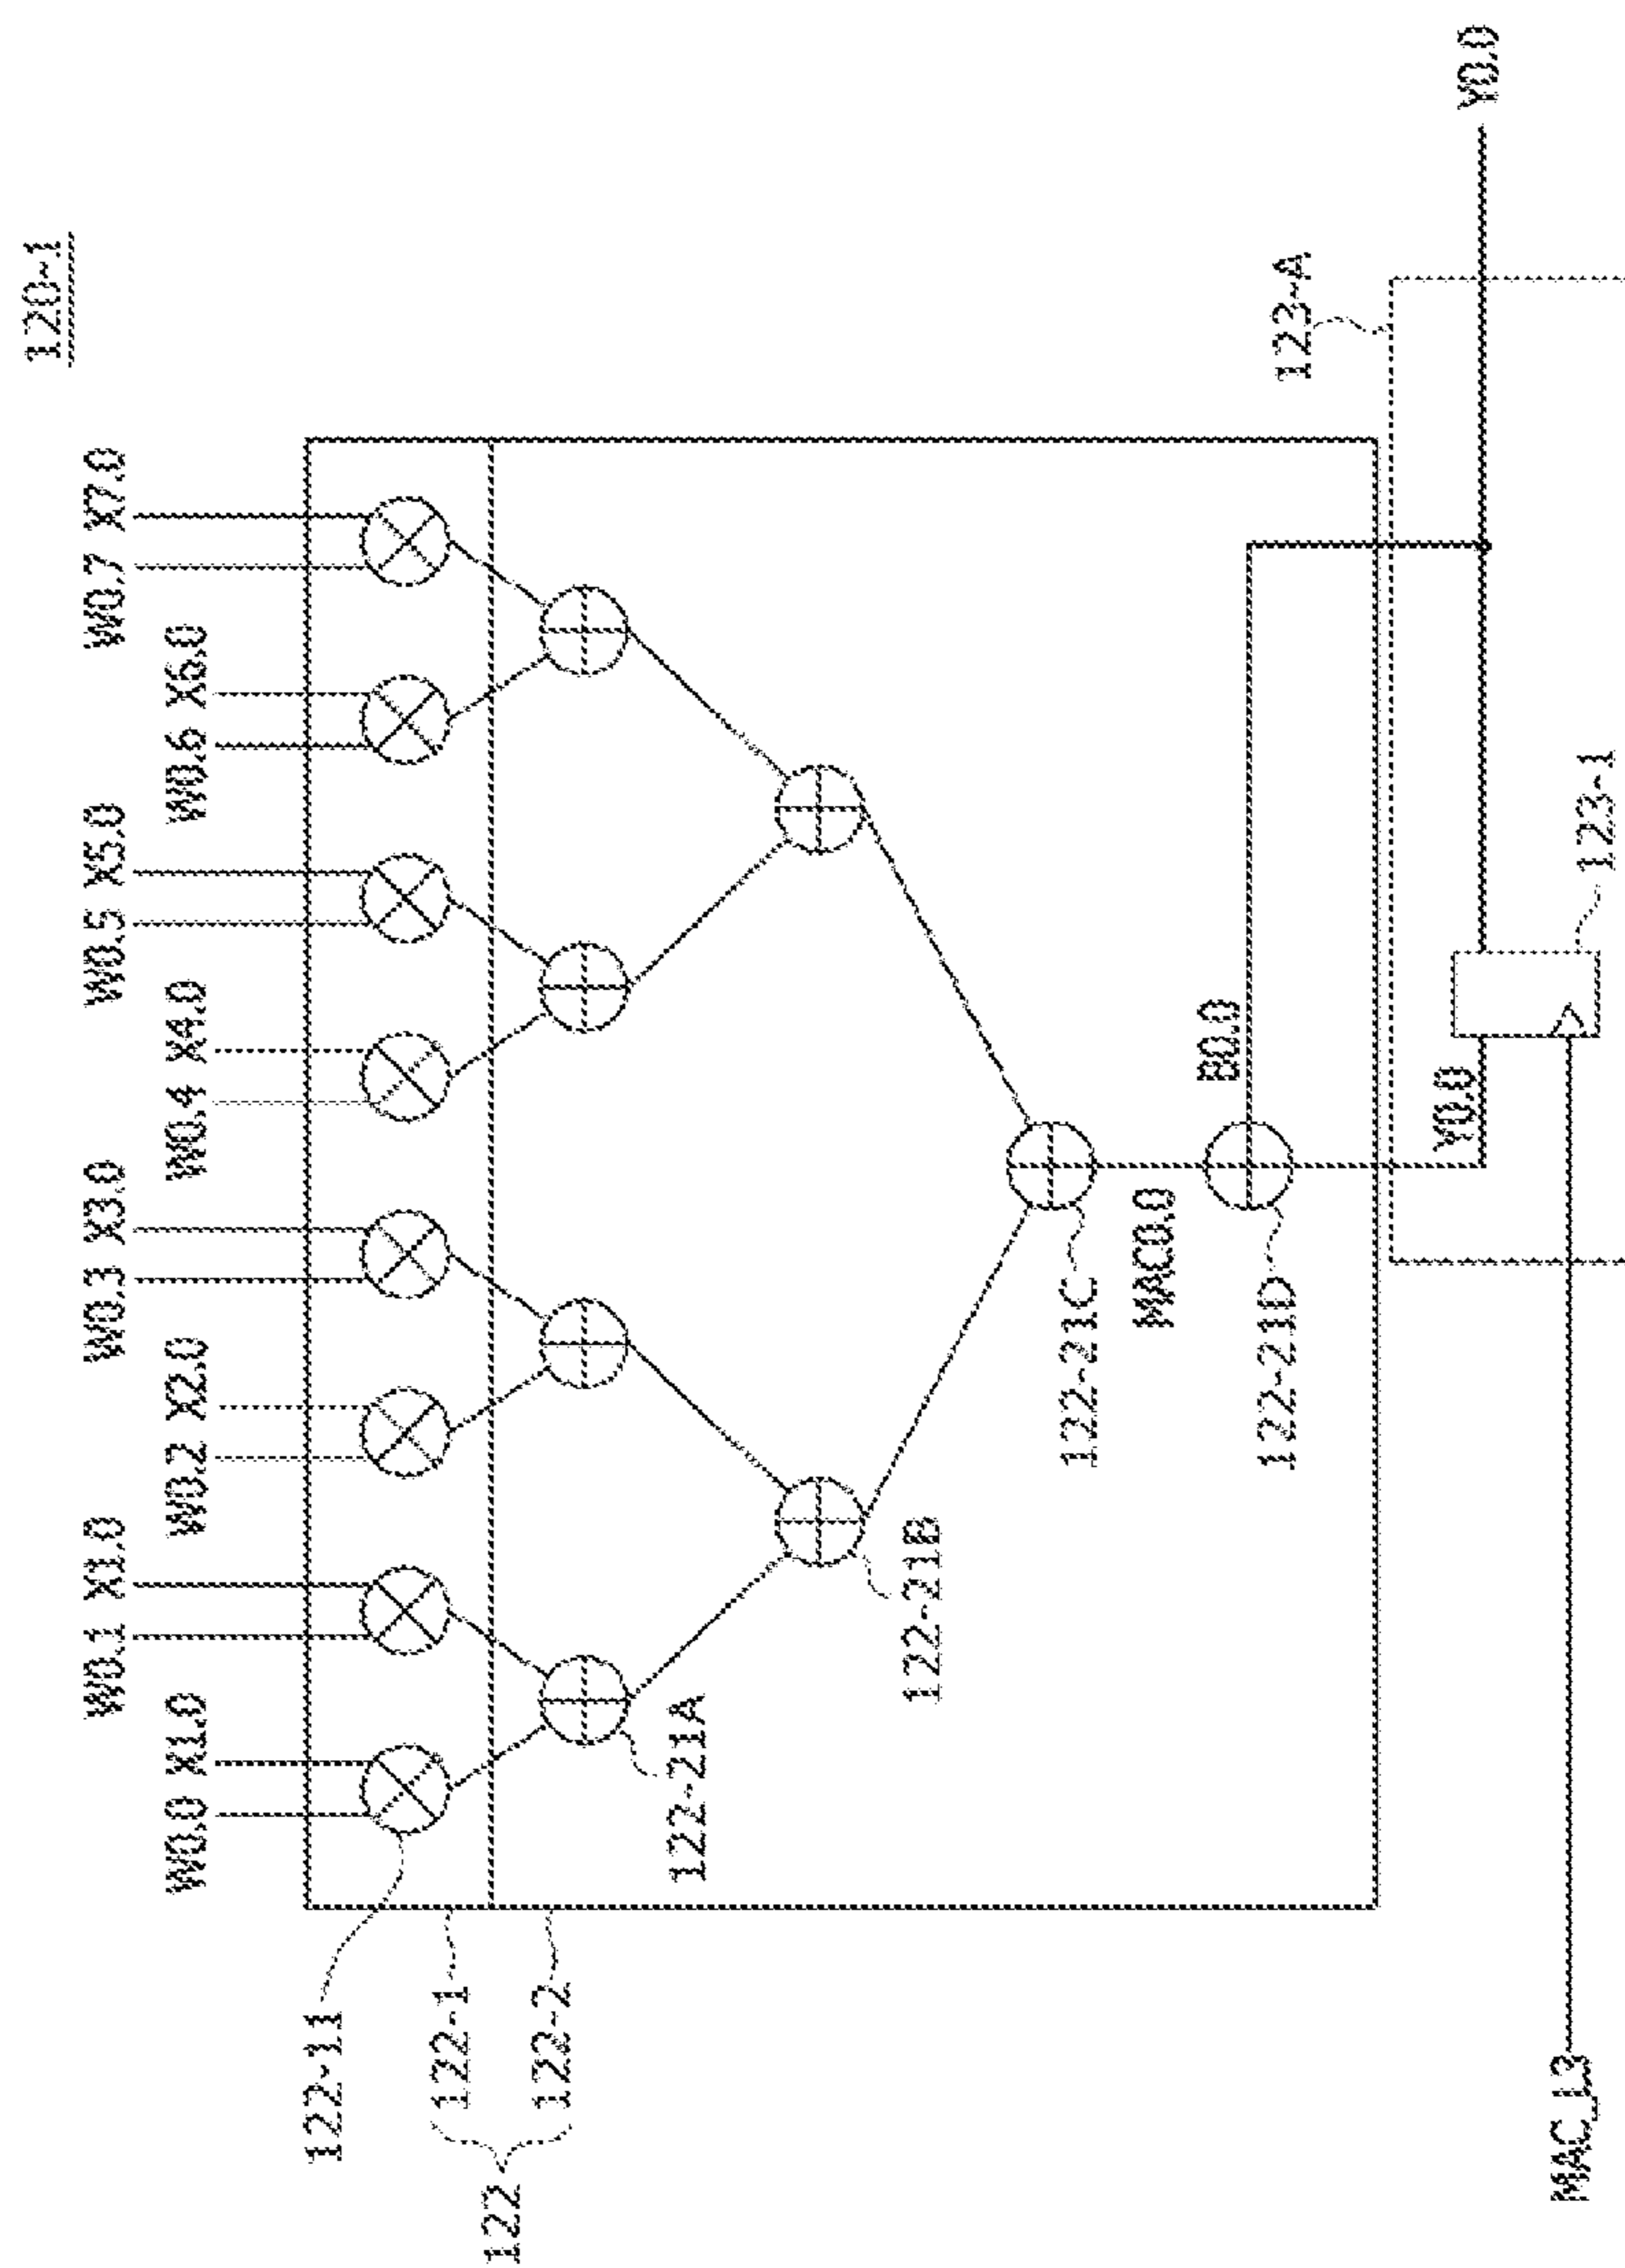 120-1
W0.1 X1.0
W0.3 X3.0
W0.5 X5.0
W0.7 X7.0
W0.0 X1.0
W0.2 X2.0
W0.4 X4.0
W0.6 X6.0
122-11
122-1
122
122-2
122-21A
122-21B
122-21C
MAC0.0
B0.0
122-21D
123-A
Y0.0
Y0.0
MAC_L3
123-1